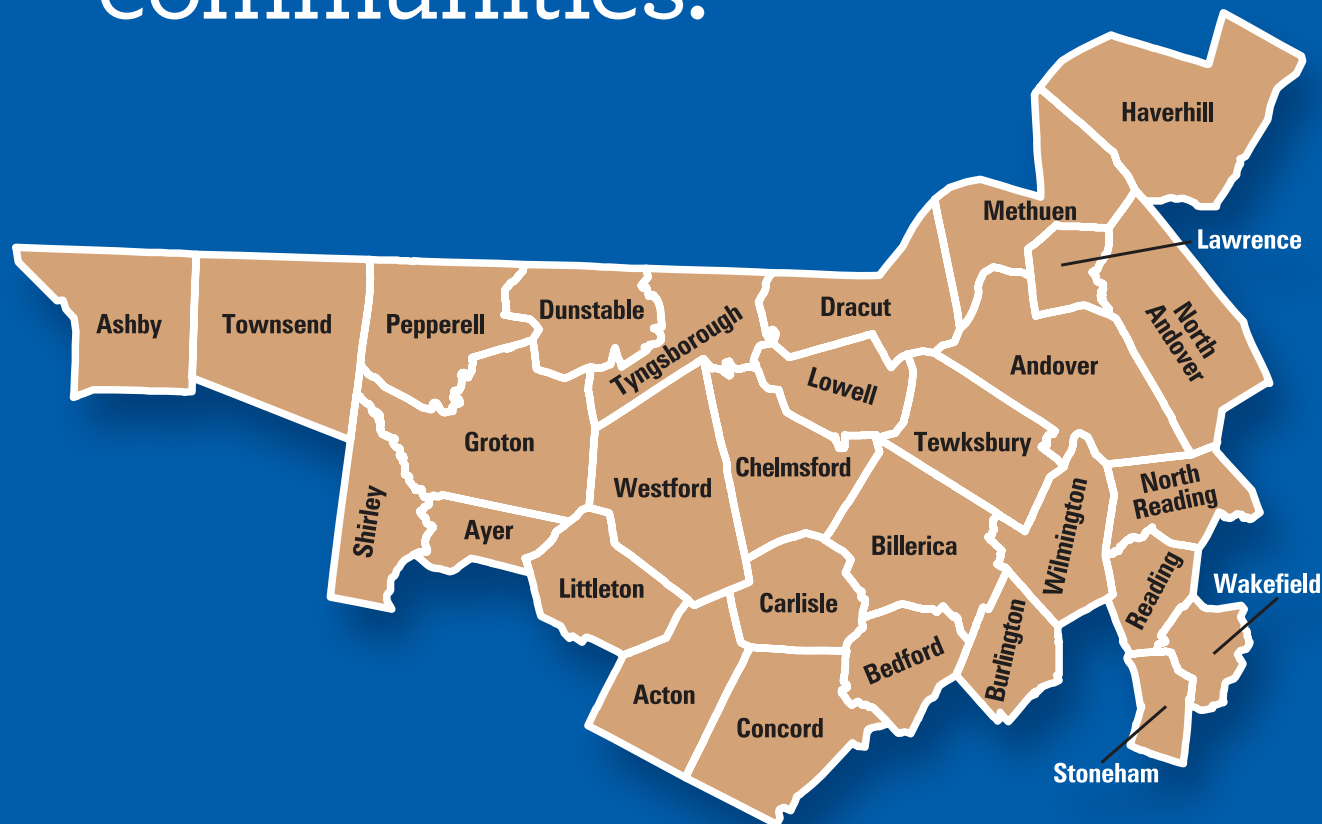 communities.
Haverhill
Methuen
Lawrence
Ashby
Townsend
Pepperell
Dunstable
Tyngsborough
Dracut
North
Andover
Andover
Lowell
Groton
Tewksbury
Chelmsford
Westford
North
Reading
Shirley
Ayer
Billerica
Wilmington
Littleton
Carlisle
Reading
Wakefield
Bedford
Burlington
Acton
Concord
Stoneham